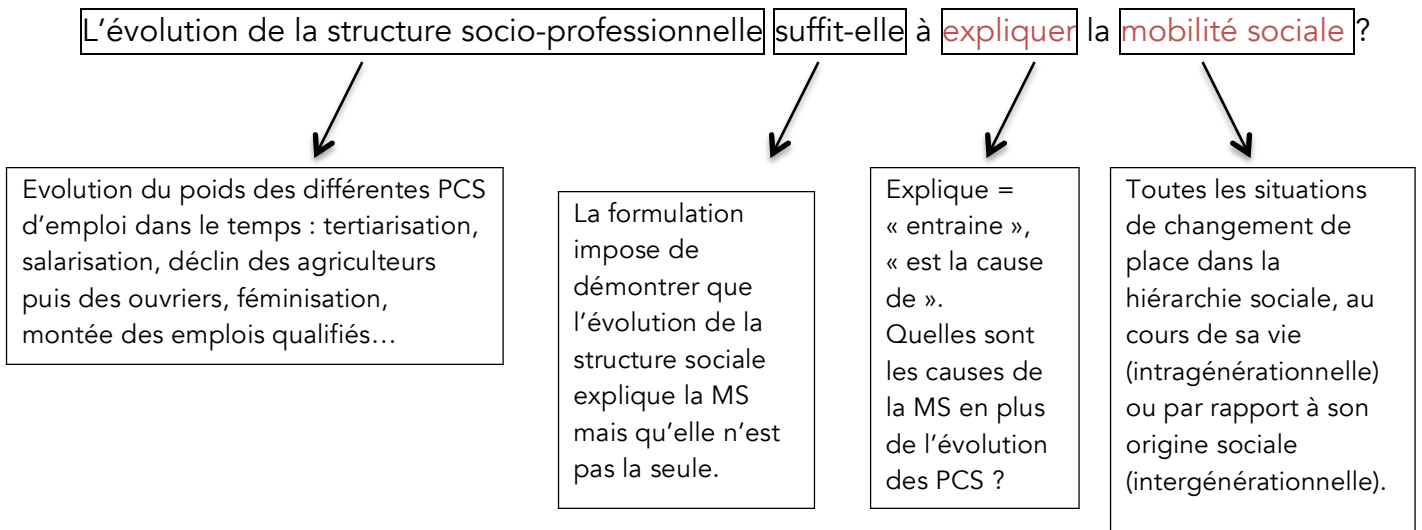 L’évolution de la structure socio-professionnelle suffit-elle à expliquer la mobilité sociale ?
Evolution du poids des différentes PCS
d’emploi dans le temps : tertiarisation,
salarisation, déclin des agriculteurs
puis des ouvriers, féminisation,
montée des emplois qualifiés…
La formulation
impose de
démontrer que
l’évolution de la
structure sociale
explique la MS
mais qu’elle n’est
pas la seule.
Explique =
« entraine »,
« est la cause
de ».
Quelles sont
les causes de
la MS en plus
de l’évolution
des PCS ?
Toutes les situations
de changement de
place dans la
hiérarchie sociale, au
cours de sa vie
(intragénérationnelle)
ou par rapport à son
origine sociale
(intergénérationnelle).